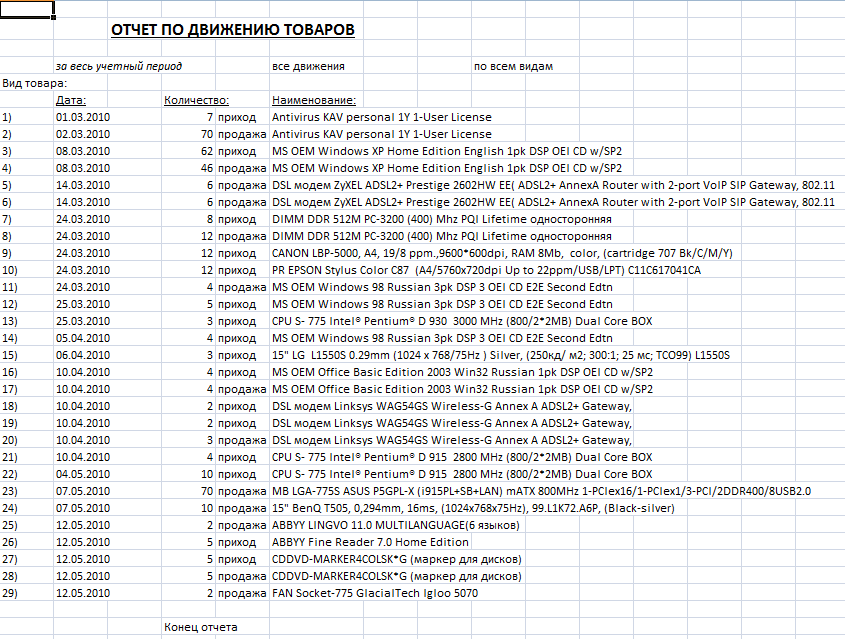 ОТЧЕТ ПО ДВИЖЕНИЮ ТОВАРОВ
за весь учетный период все движения по всем видам
Вид товара:
Дата: Количество: Наименование:
1) 01.03.2010 7 приход Antivirus KAV personal 1Y 1-User License
2) 02.03.2010 70 продажа Antivirus KAV personal 1Y 1-User License
3) 08.03.2010 62 приход MS OEM Windows XP Home Edition English 1pk DSP OEI CD w/SP2
4) 08.03.2010 46 продажа MS OEM Windows XP Home Edition English 1pk DSP OEI CD w/SP2
5) 14.03.2010 6 продажа DSL модем ZyXEL ADSL2+ Prestige 2602HW EE( ADSL2+ AnnexA Router with 2-port VoIP SIP Gateway, 802.11
6) 14.03.2010 6 продажа DSL модем ZyXEL ADSL2+ Prestige 2602HW EE( ADSL2+ AnnexA Router with 2-port VoIP SIP Gateway, 802.11
7) 24.03.2010 8 приход DIMM DDR 512M PC-3200 (400) Mhz PQI Lifetime односторонняя
8) 24.03.2010 12 продажа DIMM DDR 512M PC-3200 (400) Mhz PQI Lifetime односторонняя
9) 24.03.2010 12 приход CANON LBP-5000, A4, 19/8 ppm.,9600*600dpi, RAM 8Mb, color, (cartridge 707 Bk/C/M/Y)
10) 24.03.2010 12 приход PR EPSON Stylus Color C87 (A4/5760x720dpi Up to 22ppm/USB/LPT) C11C617041CA
11) 24.03.2010 4 продажа MS OEM Windows 98 Russian 3pk DSP 3 OEI CD E2E Second Edtn
12) 25.03.2010 5 приход MS OEM Windows 98 Russian 3pk DSP 3 OEI CD E2E Second Edtn
13) 25.03.2010 3 приход CPU S- 775 Intel® Pentium® D 930 3000 MHz (800/2*2MB) Dual Core BOX
14) 05.04.2010 4 приход MS OEM Windows 98 Russian 3pk DSP 3 OEI CD E2E Second Edtn
15) 06.04.2010 3 приход 15" LG L1550S 0.29mm (1024 x 768/75Hz ) Silver, (250кд/ м2; 300:1; 25 мс; TCO99) L1550S
16) 10.04.2010 4 приход MS OEM Office Basic Edition 2003 Win32 Russian 1pk DSP OEI CD w/SP2
17) 10.04.2010 4 продажа MS OEM Office Basic Edition 2003 Win32 Russian 1pk DSP OEI CD w/SP2
18) 10.04.2010 2 приход DSL модем Linksys WAG54GS Wireless-G Annex A ADSL2+ Gateway,
19) 10.04.2010 2 приход DSL модем Linksys WAG54GS Wireless-G Annex A ADSL2+ Gateway,
20) 10.04.2010 3 продажа DSL модем Linksys WAG54GS Wireless-G Annex A ADSL2+ Gateway,
21) 10.04.2010 4 приход CPU S- 775 Intel® Pentium® D 915 2800 MHz (800/2*2MB) Dual Core BOX
22) 04.05.2010 10 приход CPU S- 775 Intel® Pentium® D 915 2800 MHz (800/2*2MB) Dual Core BOX
23) 07.05.2010 70 продажа MB LGA-775S ASUS P5GPL-X (i915PL+SB+LAN) mATX 800MHz 1-PCIex16/1-PCIex1/3-PCI/2DDR400/8USB2.0
24) 07.05.2010 10 продажа 15" BenQ T505, 0,294mm, 16ms, (1024x768x75Hz), 99.L1K72.A6P, (Black-silver)
25) 12.05.2010 2 продажа ABBYY LINGVO 11.0 MULTILANGUAGE(6 языков)
26) 12.05.2010 5 приход ABBYY Fine Reader 7.0 Home Edition
27) 12.05.2010 5 приход CDDVD-MARKER4COLSK*G (маркер для дисков)
28) 12.05.2010 5 продажа CDDVD-MARKER4COLSK*G (маркер для дисков)
29) 12.05.2010 2 продажа FAN Socket-775 GlacialTech Igloo 5070
Конец отчета